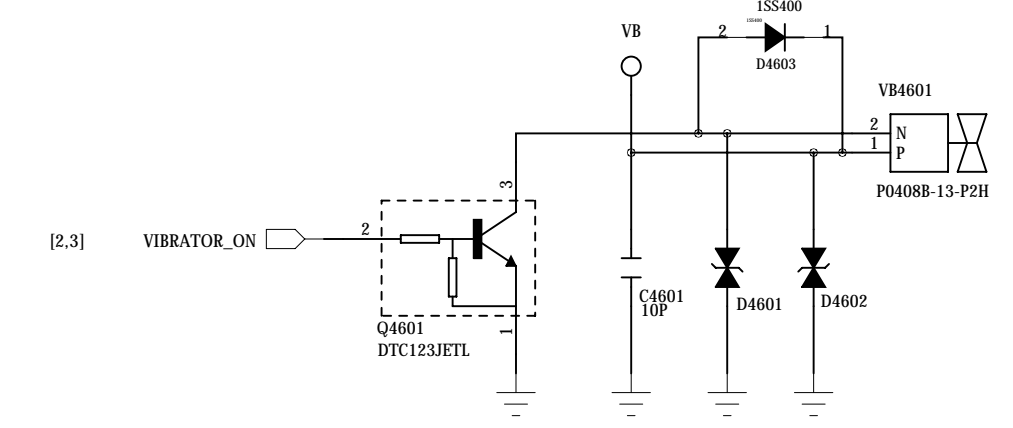 1SS400
2
1SS400
1
D4603
VB
VB4601
2 N
1 P
P0408B-13-P2H
3
[2,3]
VIBRATOR_ON
2
C4601
10P
D4601
D4602
Q4601
1
DTC123JETL